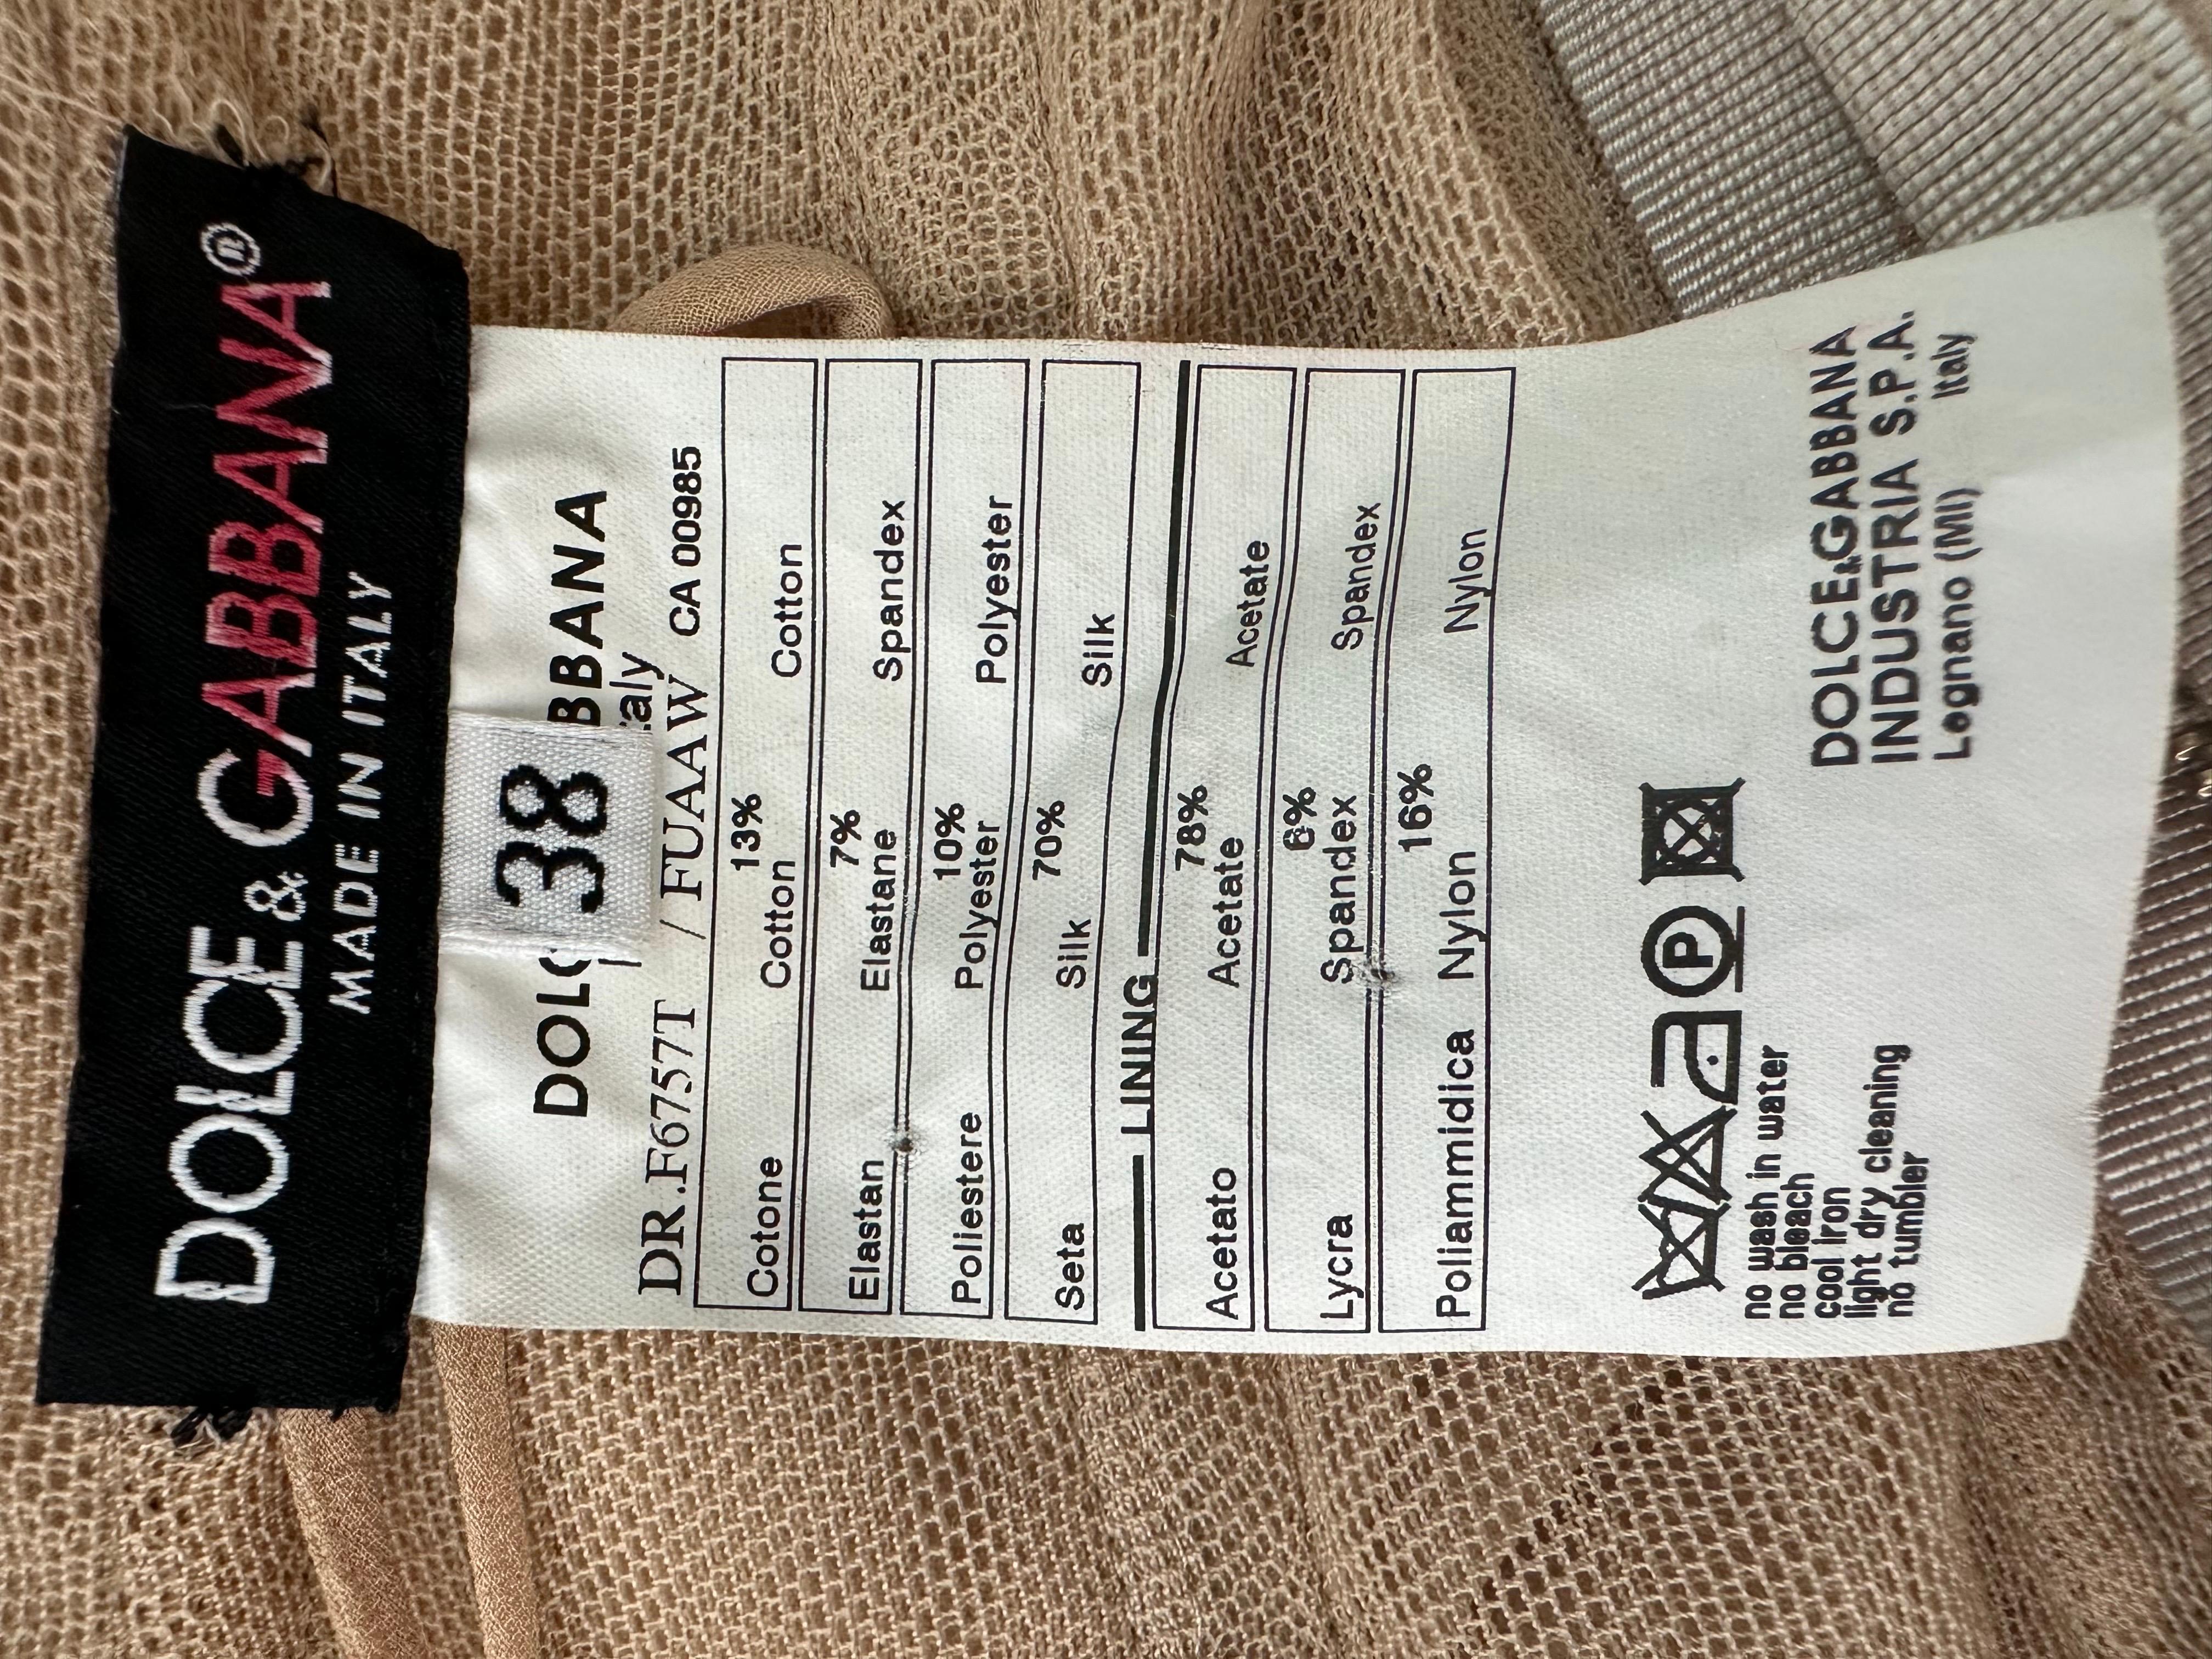 DOLCE & GABBANA®
MADE IN ITALY
38
DOLC BBANA
taly
DR.F6757T / FUAAW CA 00985
13%
Cotone Cotton Cotton
7%
Elastan Elastane Spandex
10%
Poliestere Polyester Polyester
70%
Seta Silk Silk
LINING
78%
Acetato Acetate Acetate
6%
Lycra Spandex Spandex
16%
Poliammidica Nylon Nylon
P
no wash in water
no bleach
cool iron
light dry cleaning
no tumbler
DOLCE&GABBANA
INDUSTRIA S.P.A.
Legnano (MI) Italy